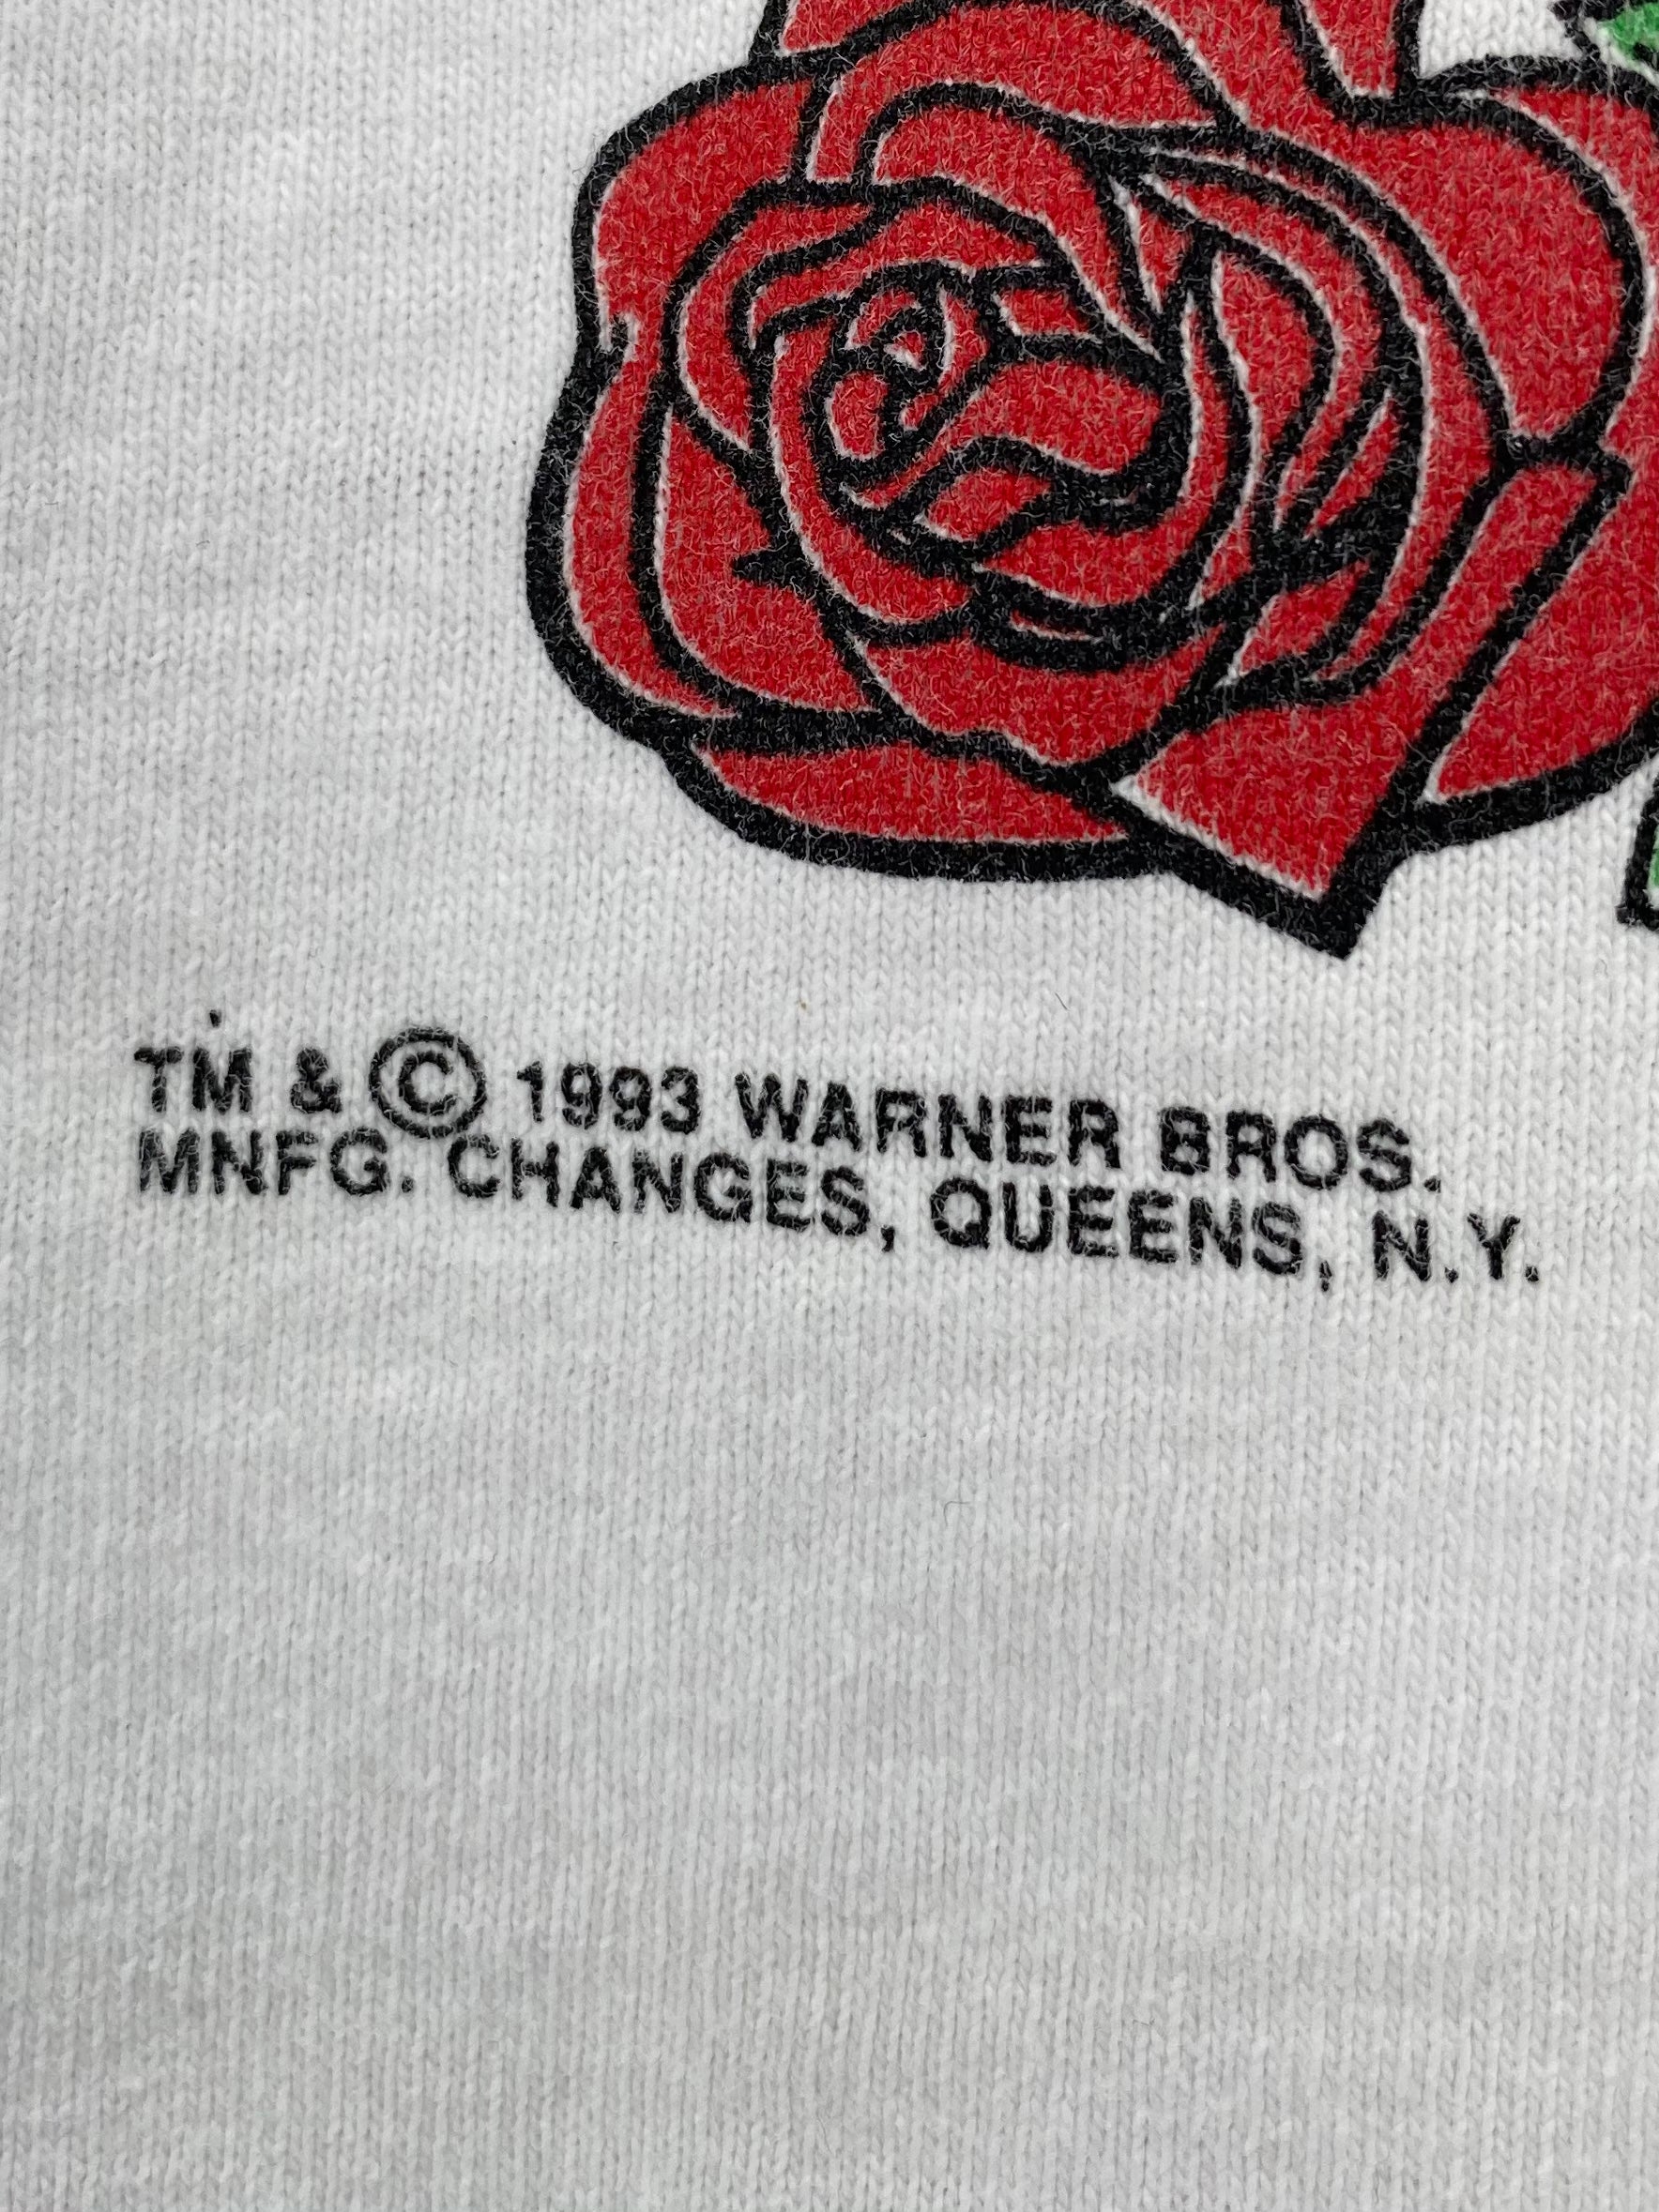 TM & © 1993 WARNER BROS.
MNFG. CHANGES, QUEENS, N.Y.